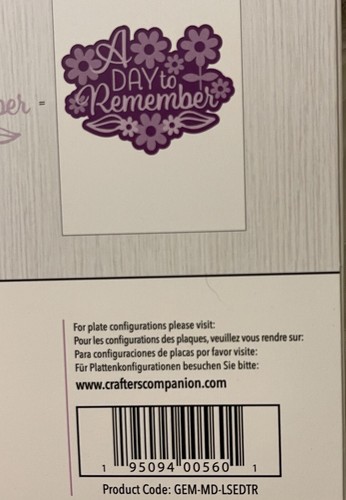 A
DAY to
Remember
=
For plate configurations please visit:
Pour les configurations des plaques, veuillez vous rendre sur:
Para configuraciones de placas por favor visite:
Für Plattenkonfigurationen besuchen Sie bitte:
www.crafterscompanion.com
1 95094 00560 1
Product Code: GEM-MD-LSEDTR